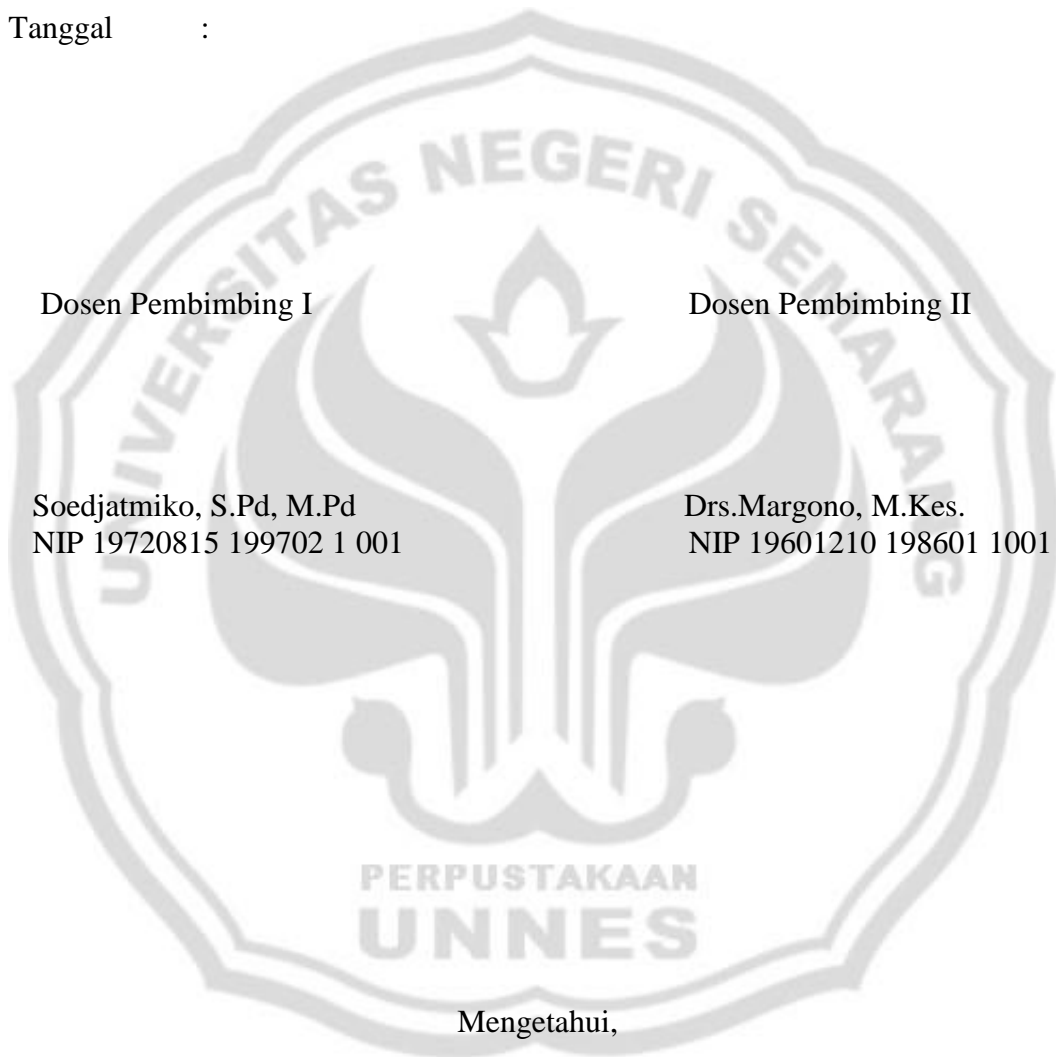 Tanggal :
UNIVERSITAS NEGERI SEMARANG
Dosen Pembimbing I Dosen Pembimbing II
Soedjatmiko, S.Pd, M.Pd Drs.Margono, M.Kes.
NIP 19720815 199702 1 001 NIP 19601210 198601 1001
PERPUSTAKAAN
UNNES
Mengetahui,